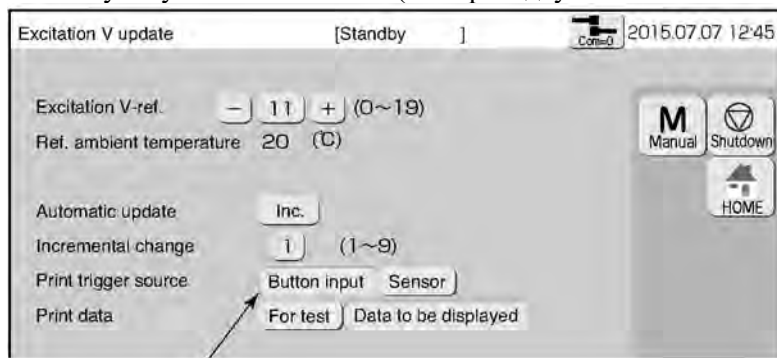 Excitation V update [Standby ] Com=0 2015.07.07 12:45
Excitation V-ref. − 11 + (0~19)
Ref. ambient temperature 20 (℃)
M Manual Shutdown
HOME
Automatic update Inc.
Incremental change 1 (1~9)
Print trigger source Button input Sensor
Print data For test Data to be displayed